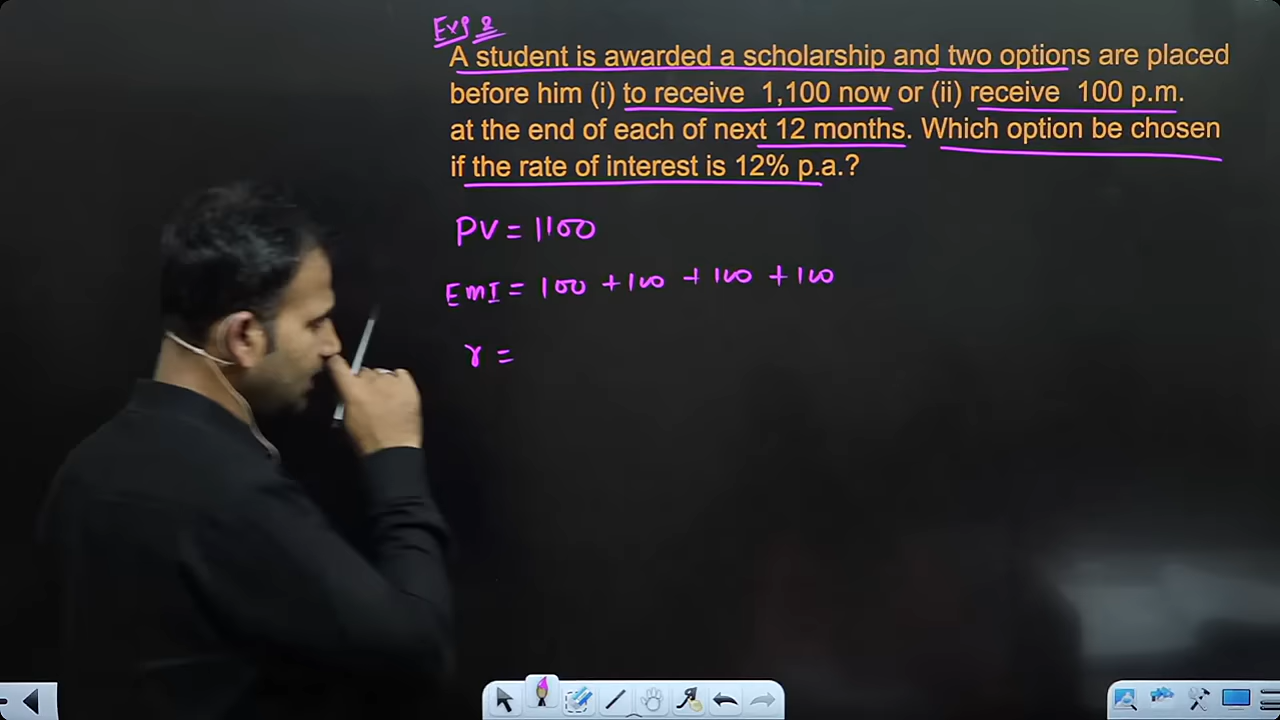 Exp 2
A student is awarded a scholarship and two options are placed
before him (i) to receive 1,100 now or (ii) receive 100 p.m.
at the end of each of next 12 months. Which option be chosen
if the rate of interest is 12% p.a.?
PV = 1100
EMI = 100 + 100 + 100 + 100
r =